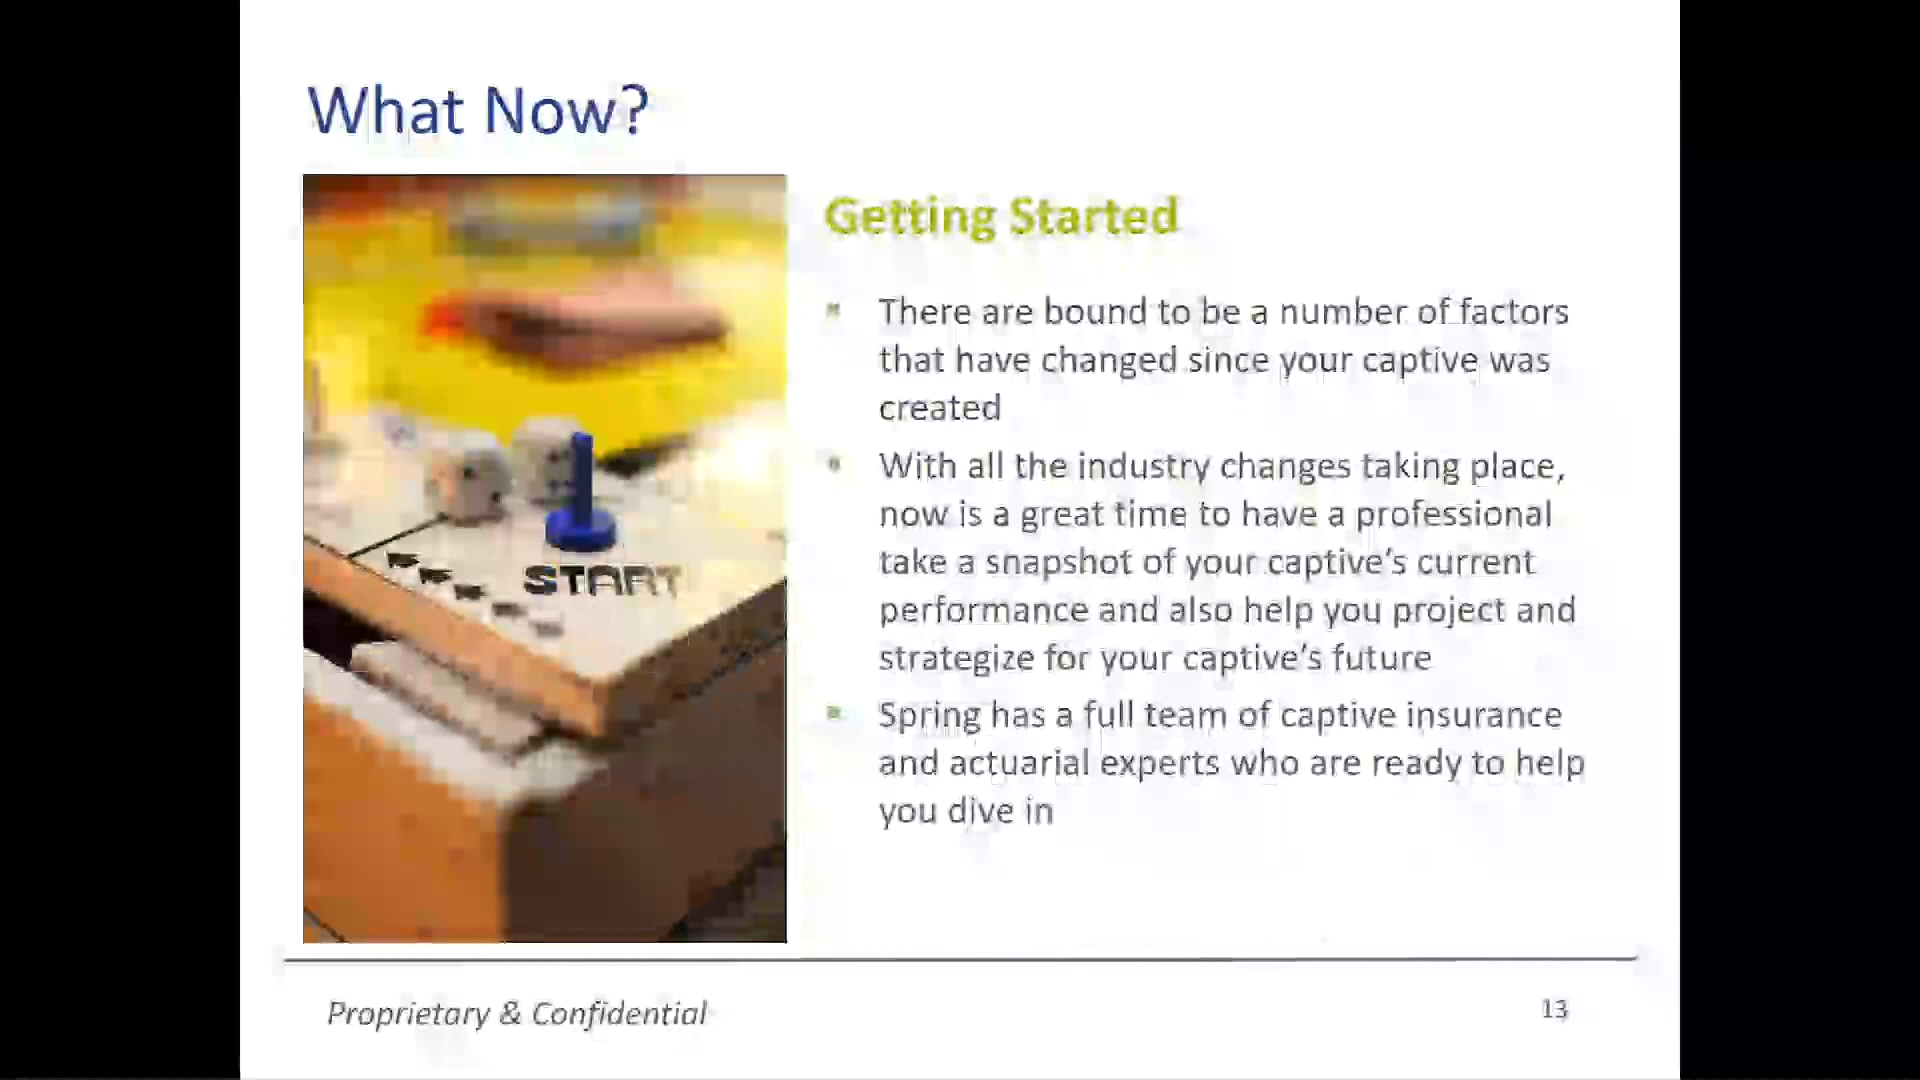 What Now?
START
Getting Started
There are bound to be a number of factors
that have changed since your captive was
created
With all the industry changes taking place,
now is a great time to have a professional
take a snapshot of your captive's current
performance and also help you project and
strategize for your captive's future
Spring has a full team of captive insurance
and actuarial experts who are ready to help
you dive in
Proprietary & Confidential
13